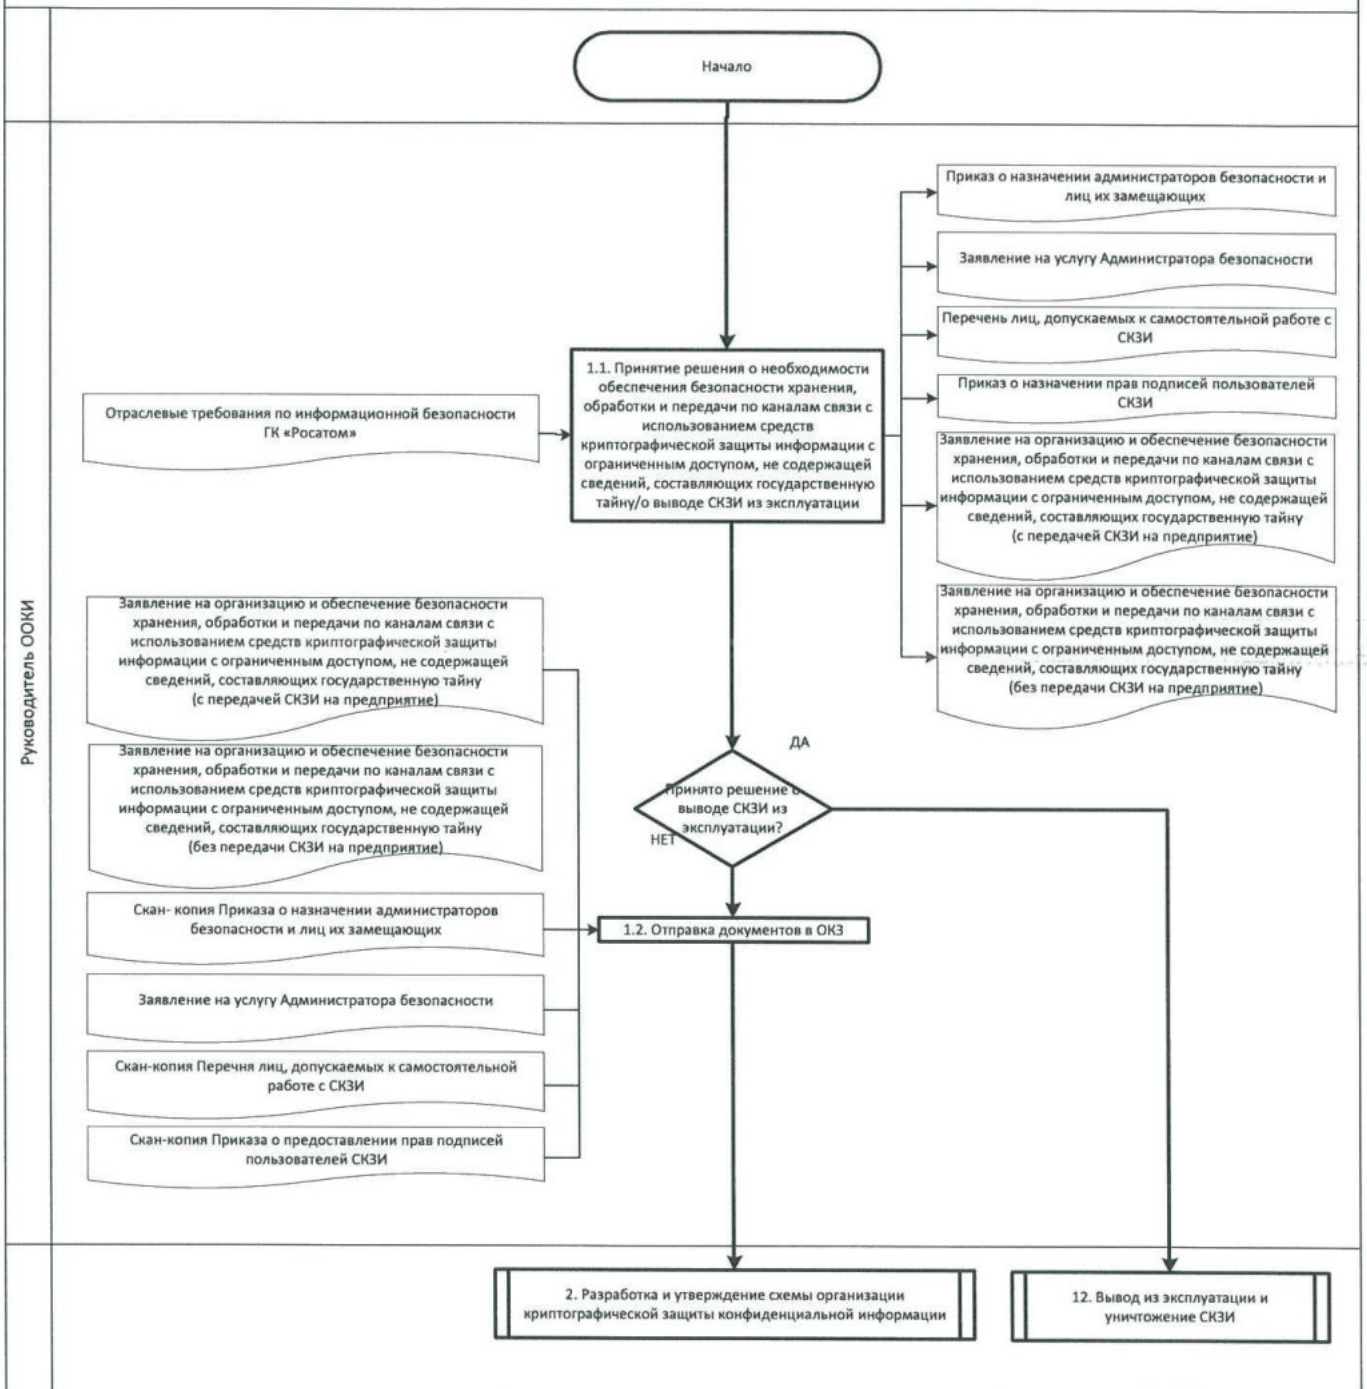 Начало
Руководитель ООКИ
Приказ о назначении администраторов безопасности и
лиц их замещающих
Заявление на услугу Администратора безопасности
Перечень лиц, допускаемых к самостоятельной работе с
СКЗИ
Приказ о назначении прав подписей пользователей
СКЗИ
Заявление на организацию и обеспечение безопасности
хранения, обработки и передачи по каналам связи с
использованием средств криптографической защиты
информации с ограниченным доступом, не содержащей
сведений, составляющих государственную тайну
(с передачей СКЗИ на предприятие)
Заявление на организацию и обеспечение безопасности
хранения, обработки и передачи по каналам связи с
использованием средств криптографической защиты
информации с ограниченным доступом, не содержащей
сведений, составляющих государственную тайну
(без передачи СКЗИ на предприятие)
1.1. Принятие решения о необходимости
обеспечения безопасности хранения,
обработки и передачи по каналам связи с
использованием средств
криптографической защиты информации с
ограниченным доступом, не содержащей
сведений, составляющих государственную
тайну/о выводе СКЗИ из эксплуатации
Отраслевые требования по информационной безопасности
ГК «Росатом»
Заявление на организацию и обеспечение безопасности
хранения, обработки и передачи по каналам связи с
использованием средств криптографической защиты
информации с ограниченным доступом, не содержащей
сведений, составляющих государственную тайну
(с передачей СКЗИ на предприятие)
Заявление на организацию и обеспечение безопасности
хранения, обработки и передачи по каналам связи с
использованием средств криптографической защиты
информации с ограниченным доступом, не содержащей
сведений, составляющих государственную тайну
(без передачи СКЗИ на предприятие)
ДА
Принято решение о
выводе СКЗИ из
эксплуатации?
НЕТ
Скан- копия Приказа о назначении администраторов
безопасности и лиц их замещающих
1.2. Отправка документов в ОКЗ
Заявление на услугу Администратора безопасности
Скан-копия Перечня лиц, допускаемых к самостоятельной
работе с СКЗИ
Скан-копия Приказа о предоставлении прав подписей
пользователей СКЗИ
2. Разработка и утверждение схемы организации
криптографической защиты конфиденциальной информации
12. Вывод из эксплуатации и
уничтожение СКЗИ